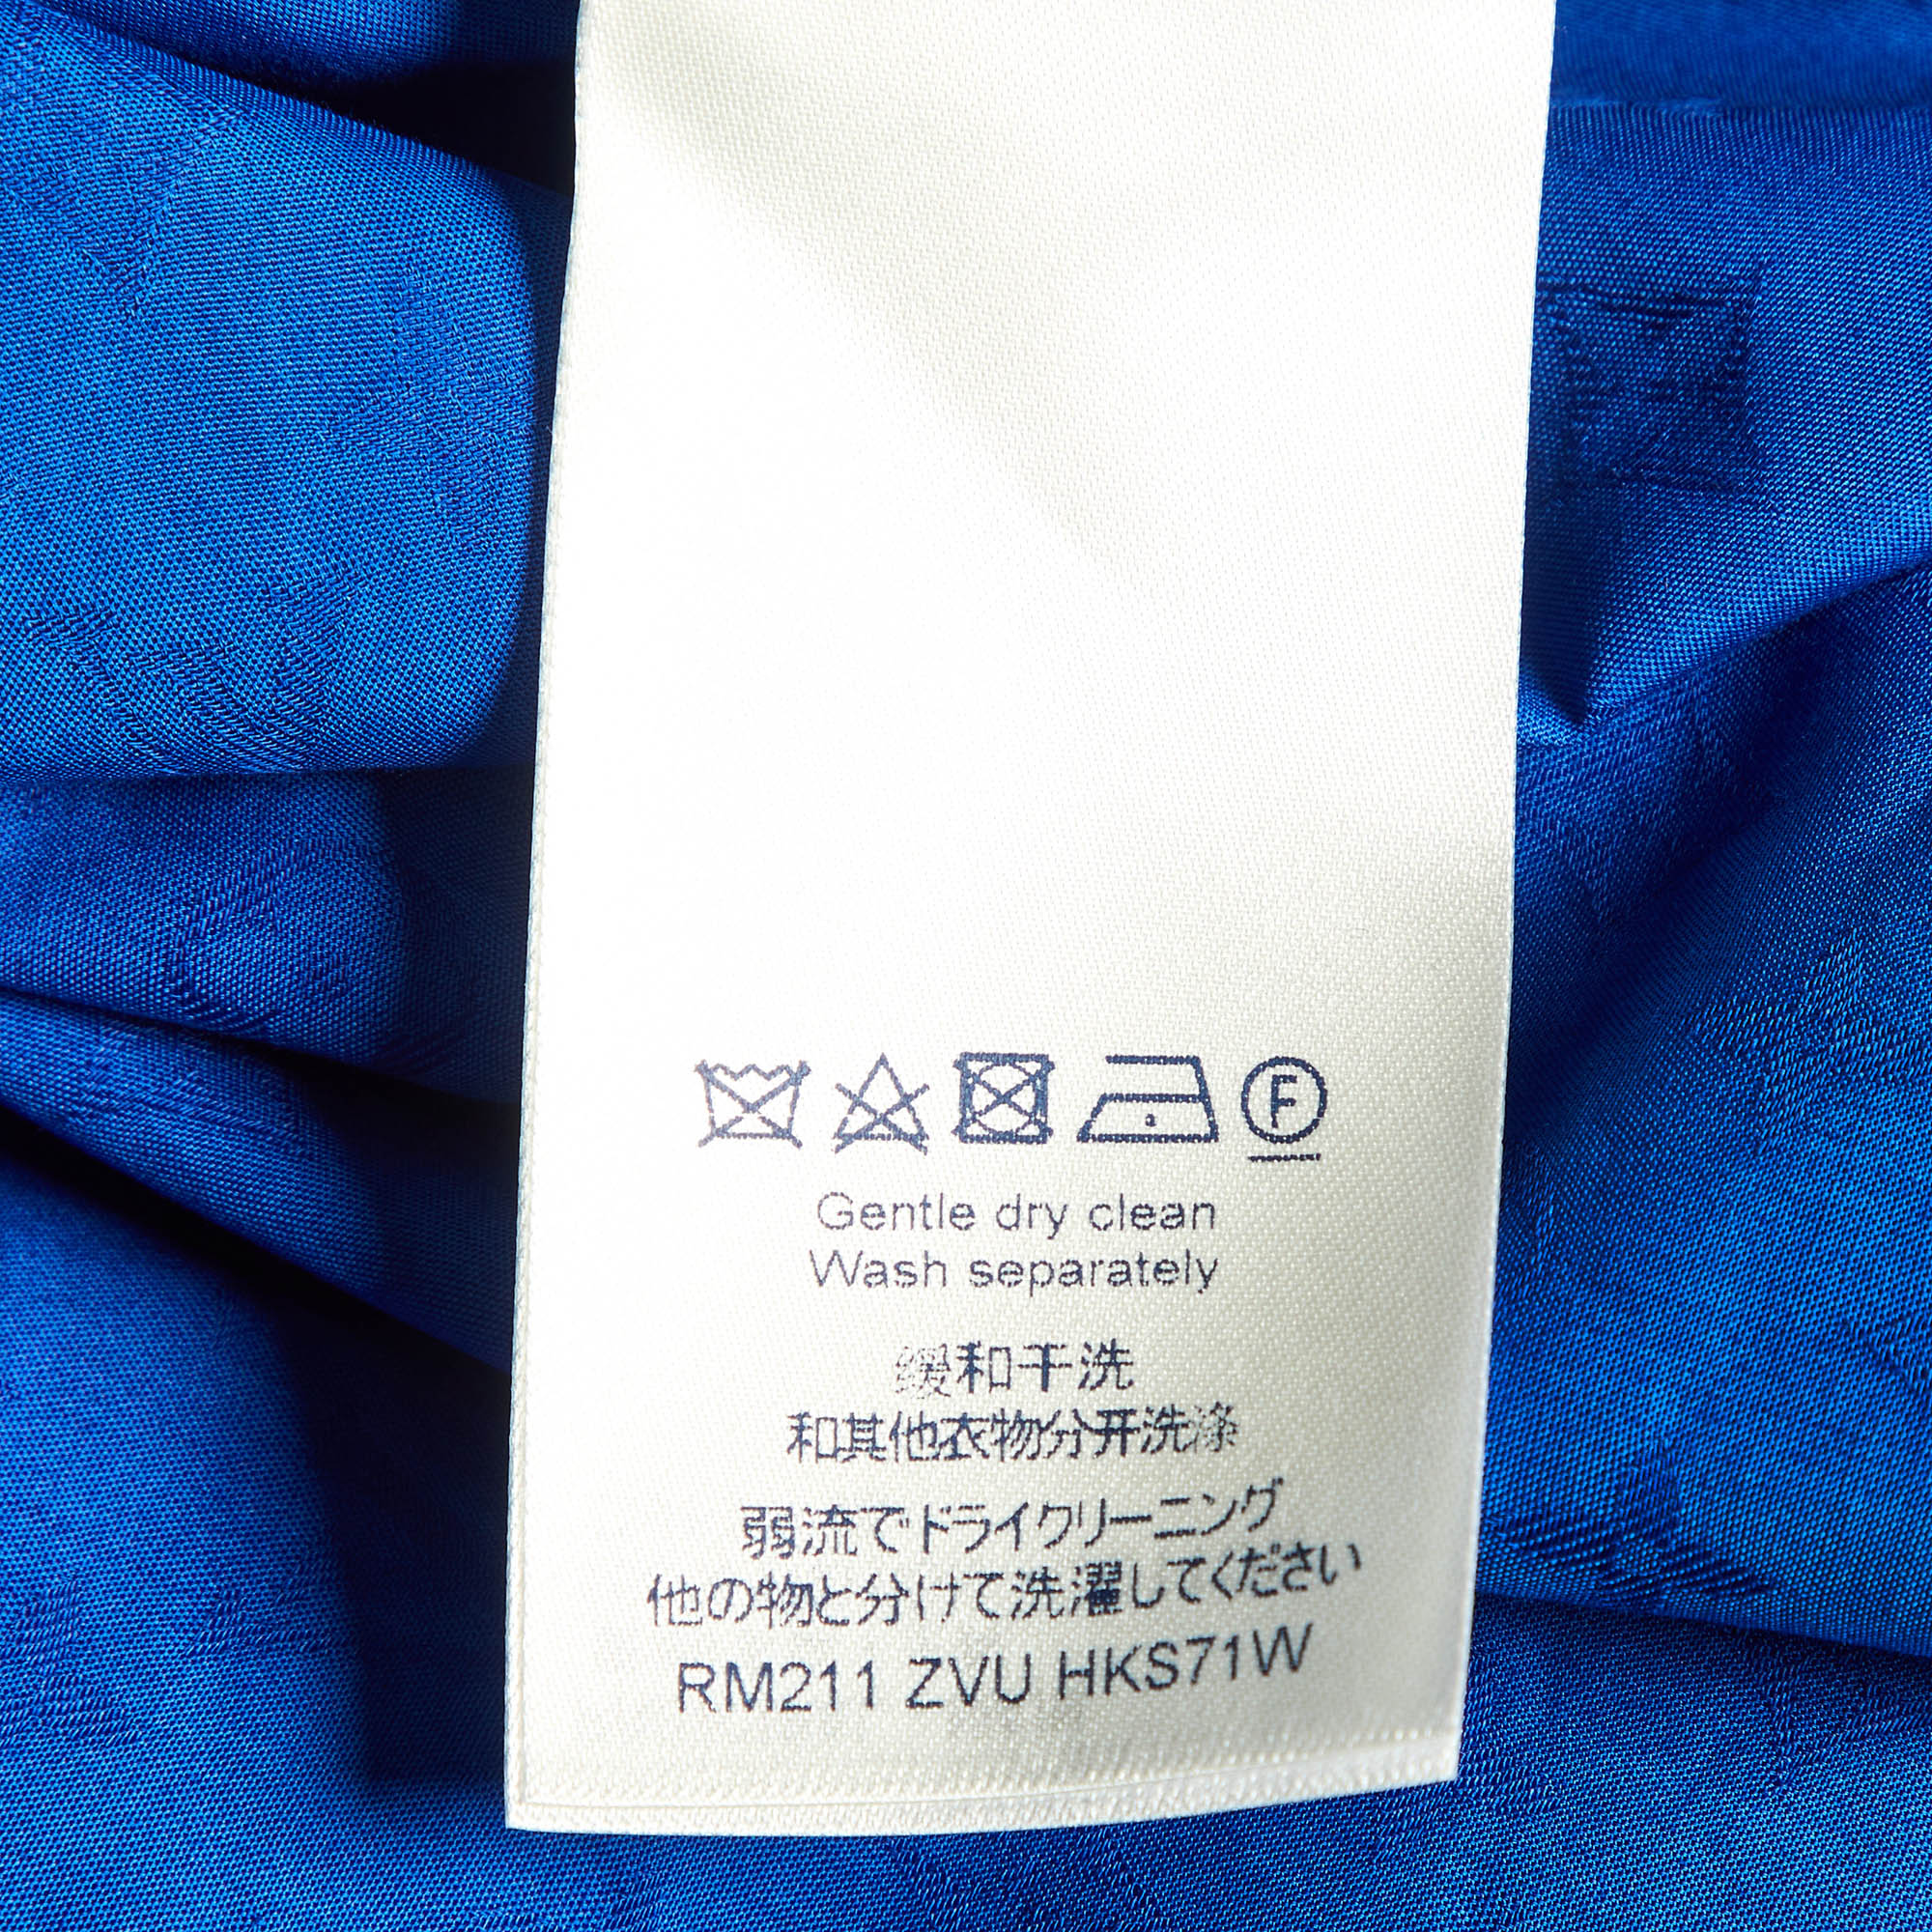 F
Gentle dry clean
Wash separately
缓和干洗
和其他衣物分开洗涤
弱流でドライクリーニング
他の物と分けて洗濯してください
RM211 ZVU HKS71W